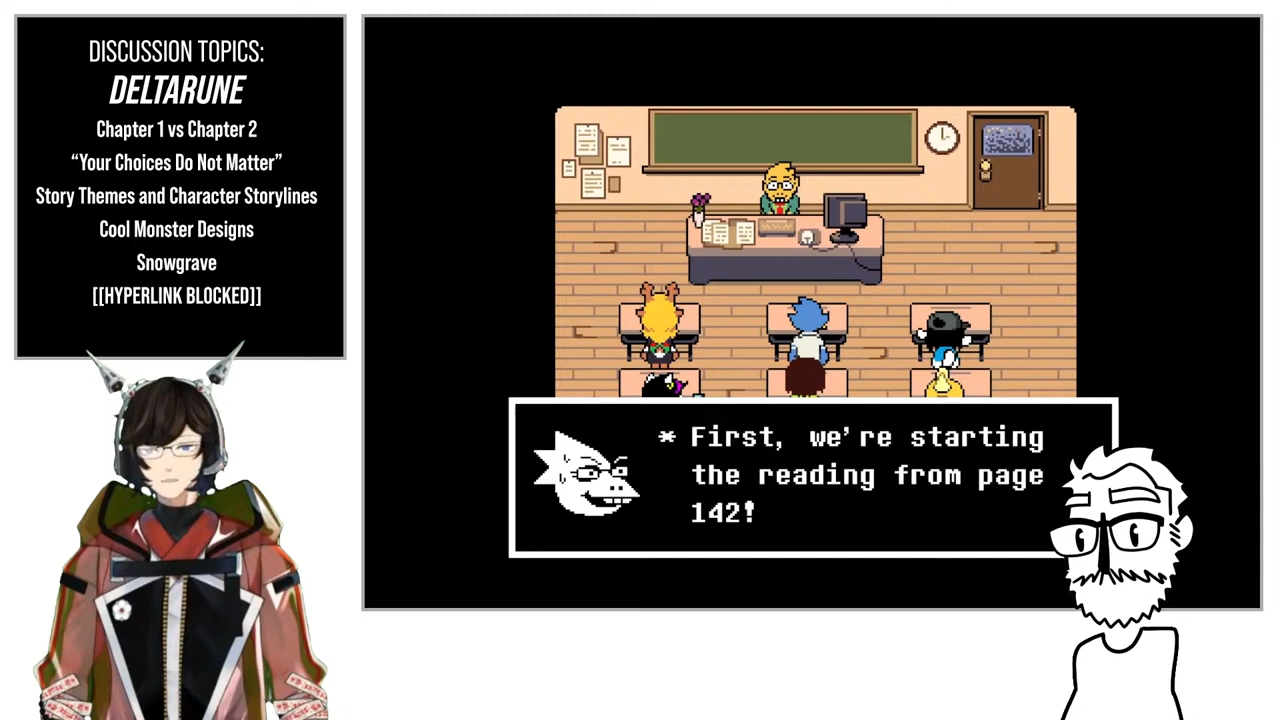 DISCUSSION TOPICS:
DELTARUNE
Chapter 1 vs Chapter 2
“Your Choices Do Not Matter”
Story Themes and Character Storylines
Cool Monster Designs
Snowgrave
[[HYPERLINK BLOCKED]]
* First, we're starting
the reading from page
142!